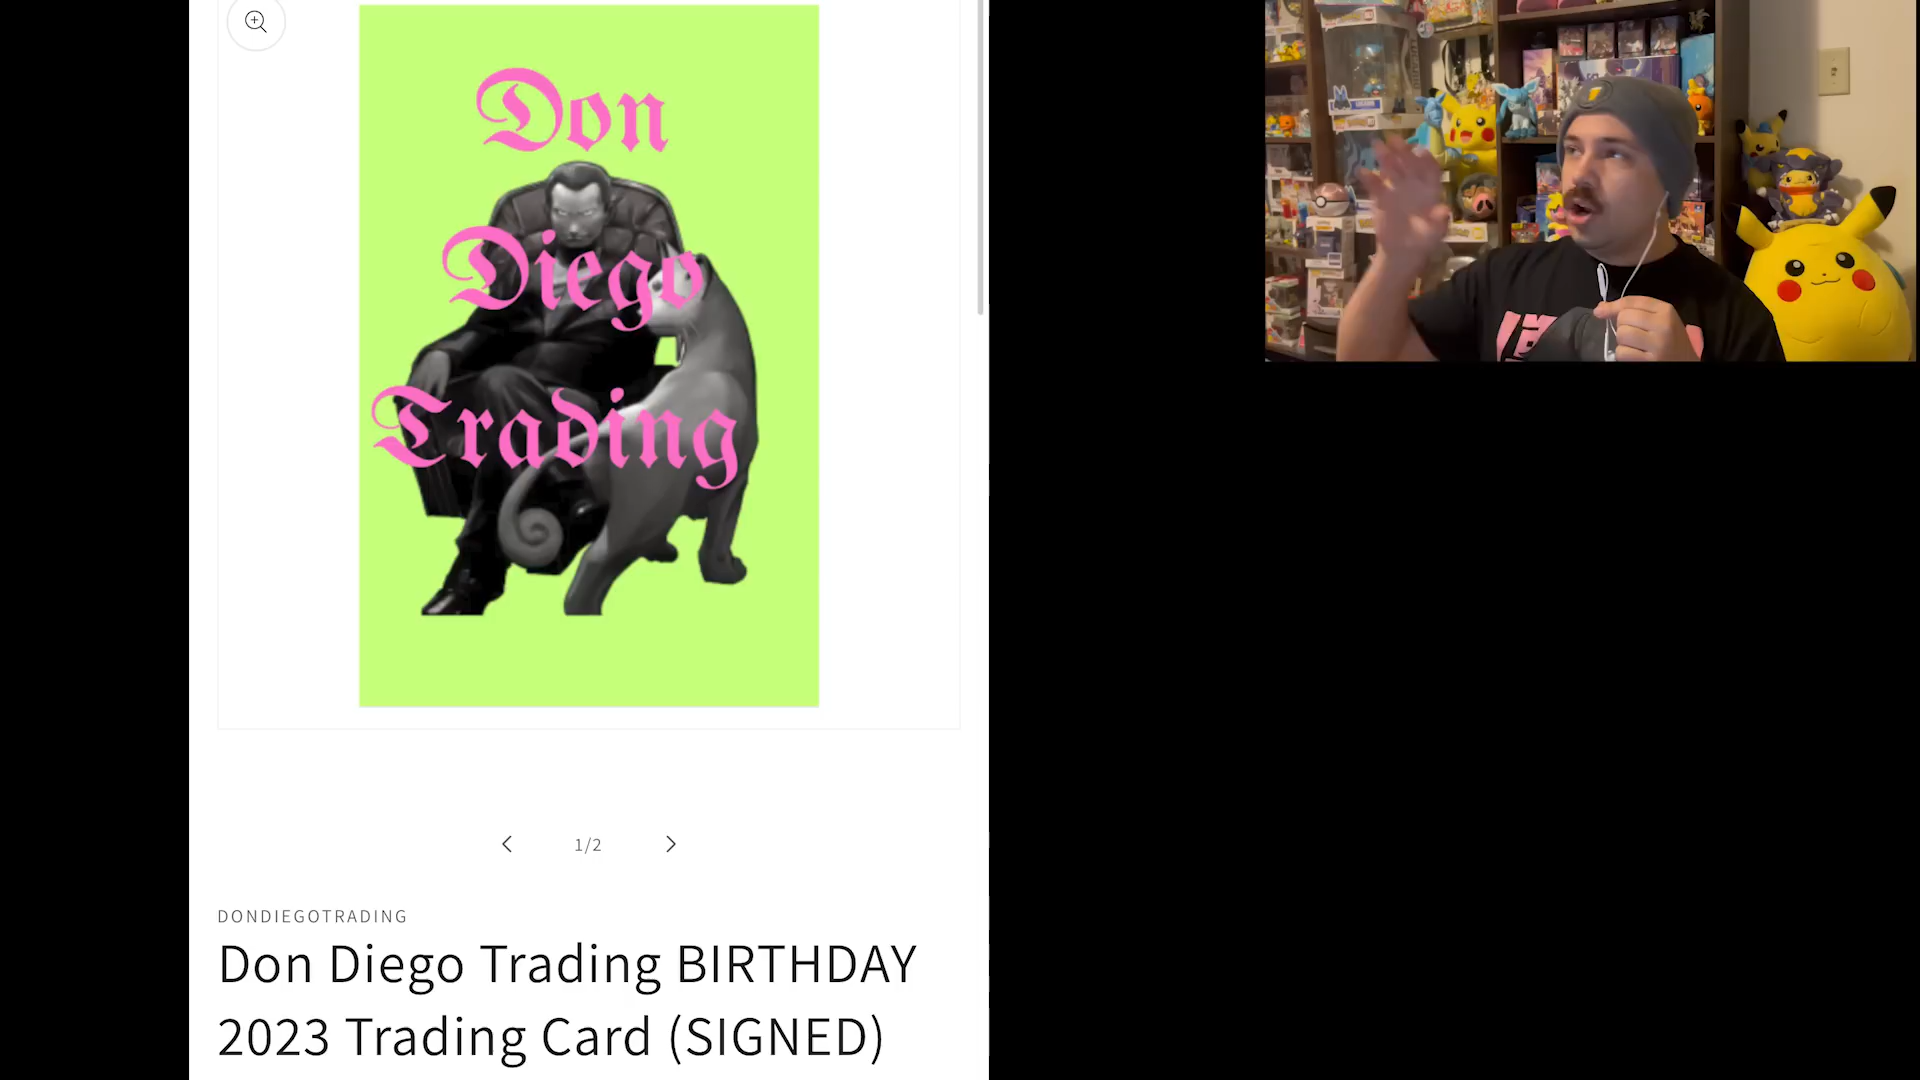 Don
Diego
Trading
1/2
DONDIEGOTRADING
Don Diego Trading BIRTHDAY
2023 Trading Card (SIGNED)